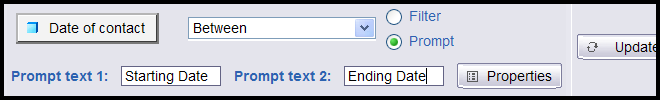 Filter
Date of contact Between
Prompt
Update
Prompt text 1: Starting Date Prompt text 2: Ending Date Properties